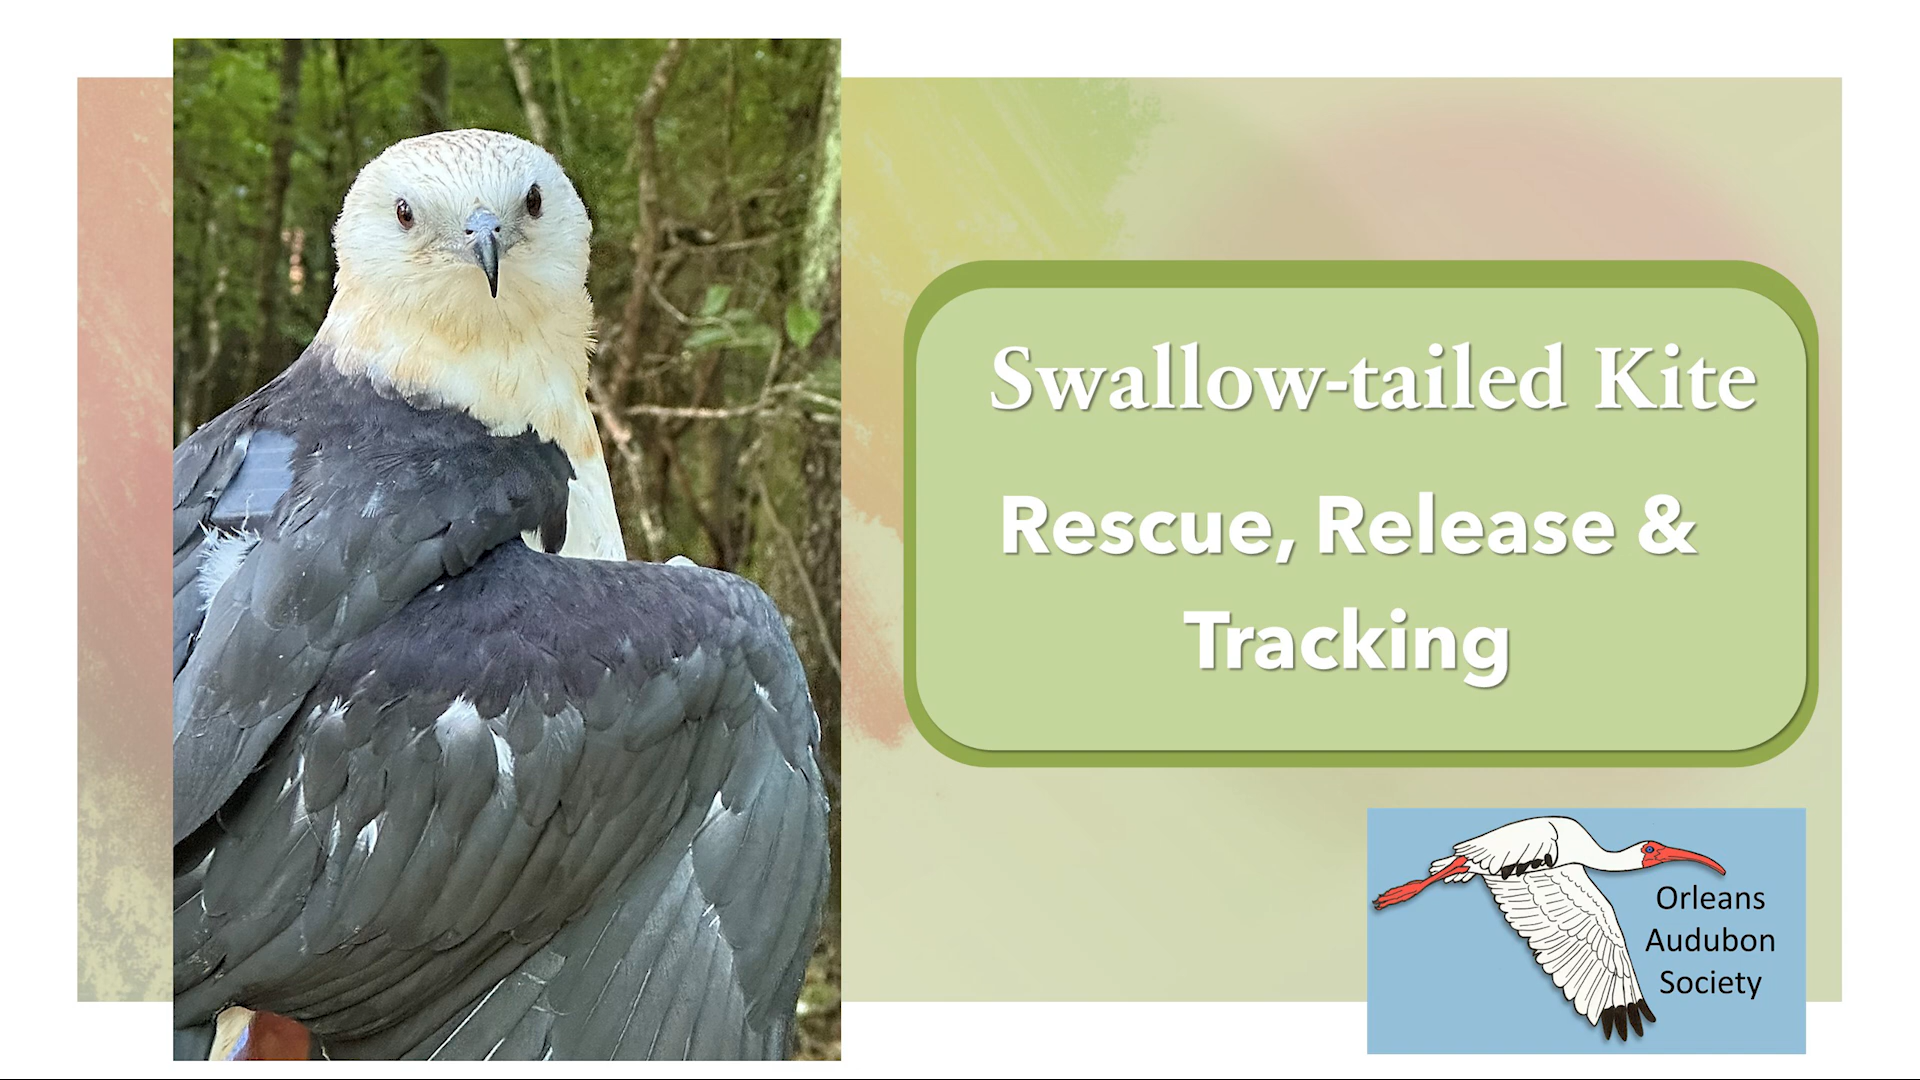 Swallow-tailed Kite
Rescue, Release &
Tracking
Orleans
Audubon
Society